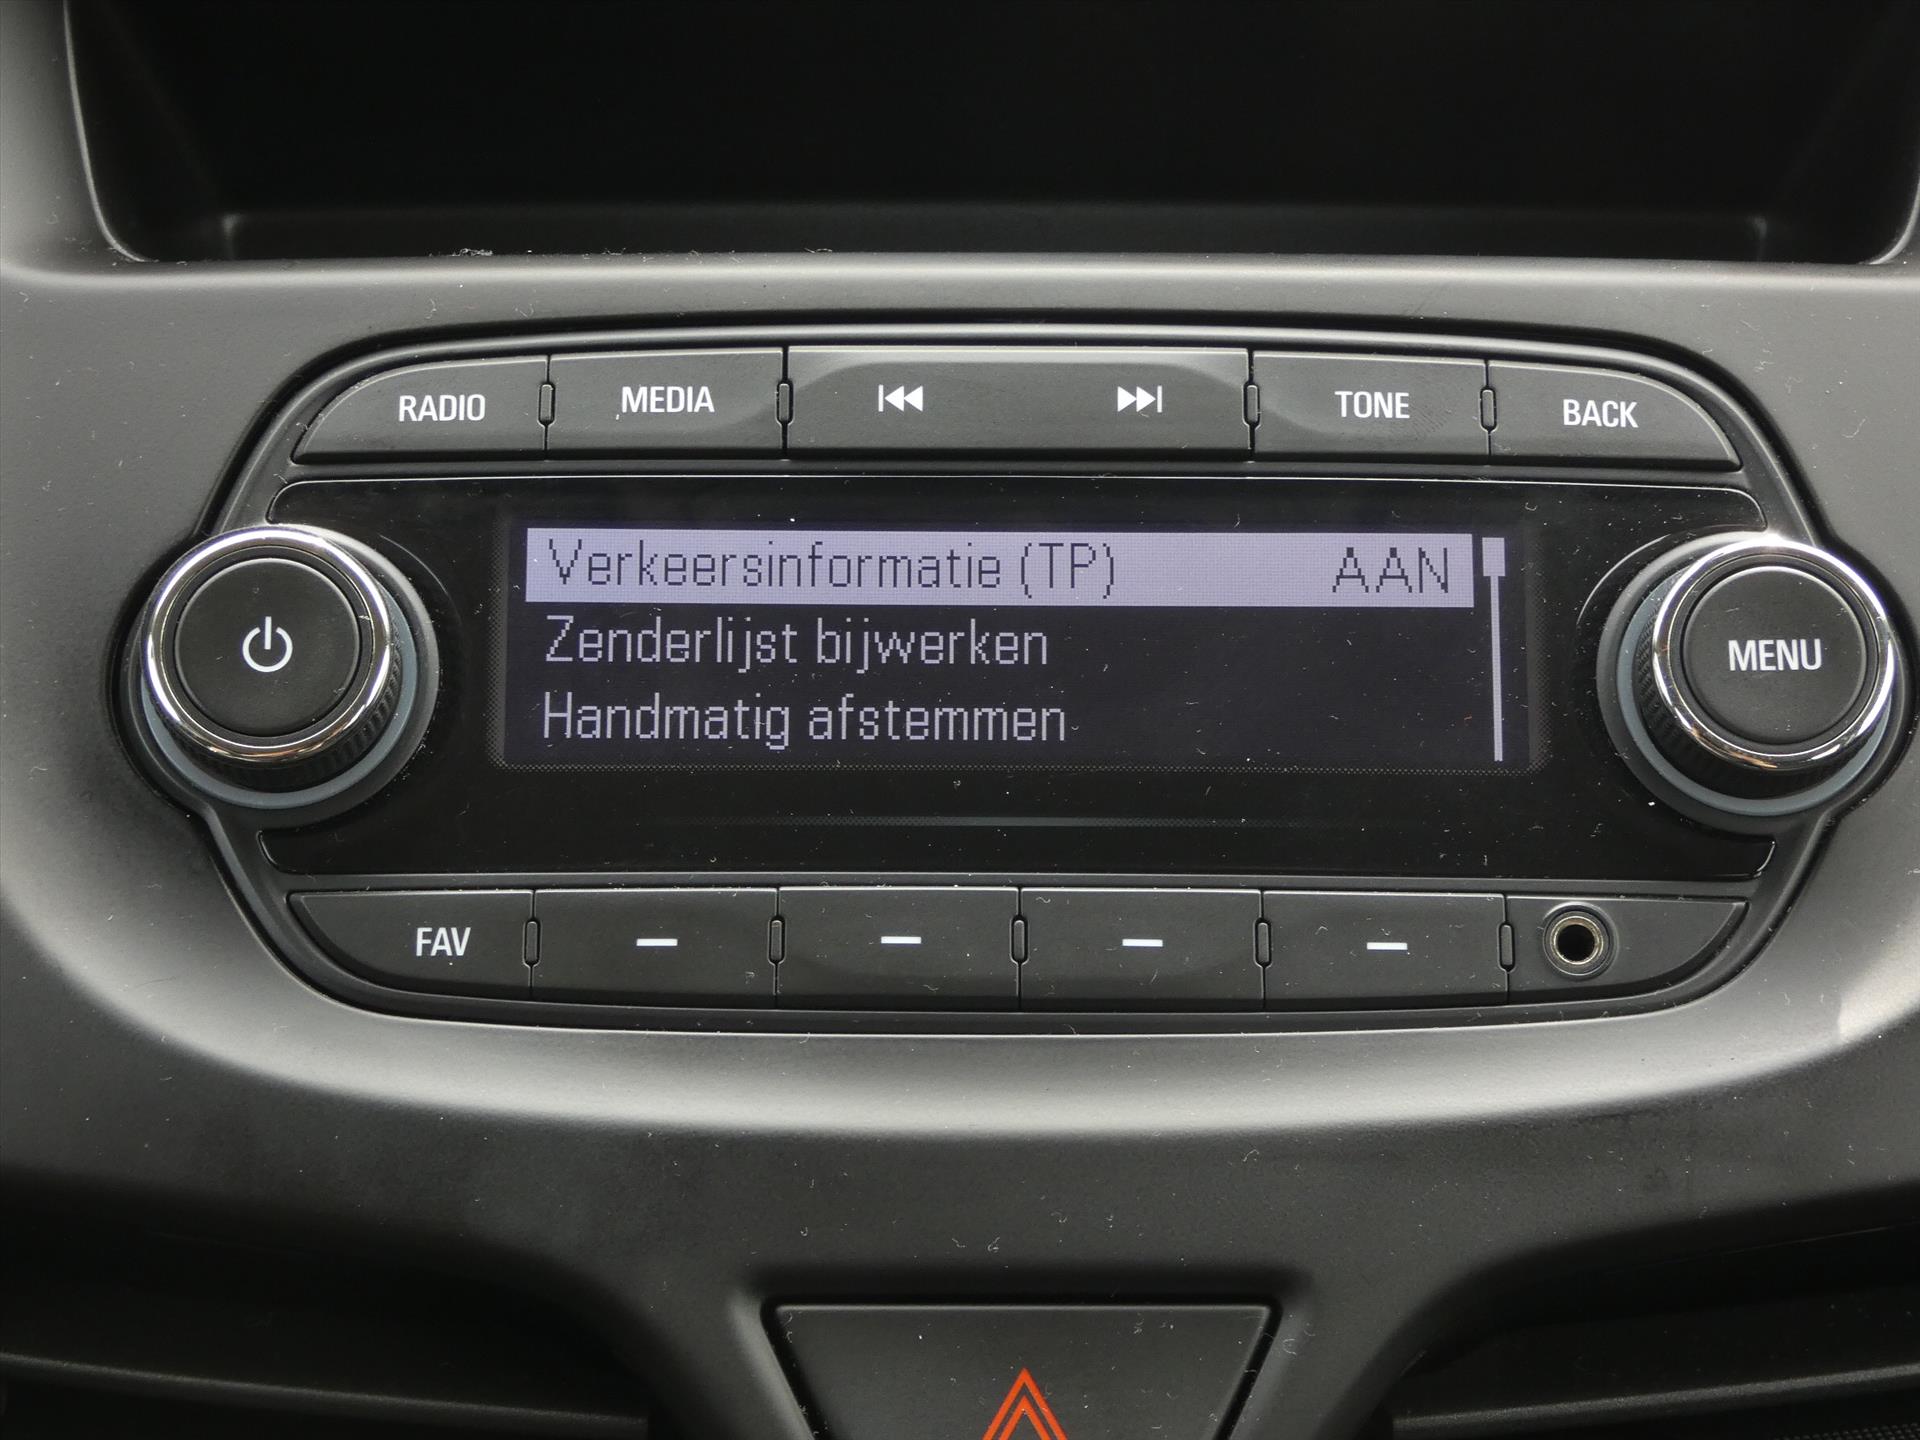 RADIO MEDIA TONE BACK
Verkeersinformatie (TP) AAN
Zenderlijst bijwerken
MENU
Handmatig afstemmen
FAV